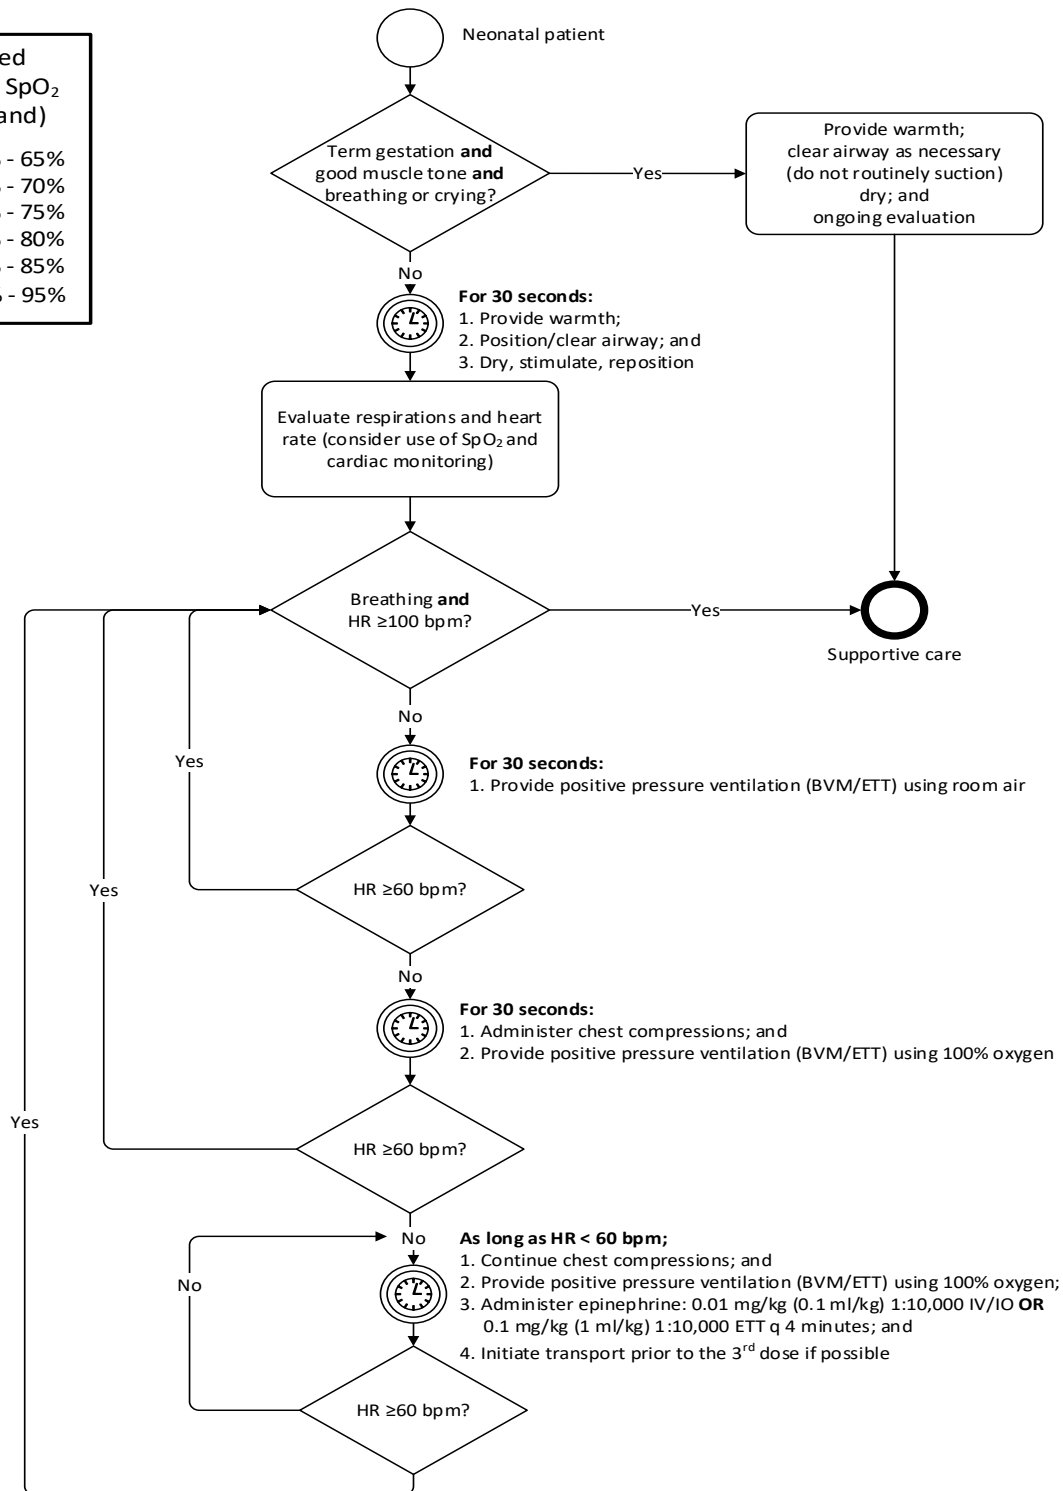 Neonatal patient
SpO₂
- 65%
- 70%
- 75%
- 80%
- 85%
- 95%
Term gestation and
good muscle tone and
breathing or crying?
Yes
Provide warmth;
clear airway as necessary
(do not routinely suction)
dry; and
ongoing evaluation
No
For 30 seconds:
1. Provide warmth;
2. Position/clear airway; and
3. Dry, stimulate, reposition
Evaluate respirations and heart
rate (consider use of SpO₂ and
cardiac monitoring)
Breathing and
HR ≥100 bpm?
Yes
Supportive care
No
For 30 seconds:
1. Provide positive pressure ventilation (BVM/ETT) using room air
Yes
HR ≥60 bpm?
Yes
No
For 30 seconds:
1. Administer chest compressions; and
2. Provide positive pressure ventilation (BVM/ETT) using 100% oxygen
Yes
HR ≥60 bpm?
No
As long as HR < 60 bpm;
1. Continue chest compressions; and
2. Provide positive pressure ventilation (BVM/ETT) using 100% oxygen;
3. Administer epinephrine: 0.01 mg/kg (0.1 ml/kg) 1:10,000 IV/IO OR
0.1 mg/kg (1 ml/kg) 1:10,000 ETT q 4 minutes; and
4. Initiate transport prior to the 3rd dose if possible
No
HR ≥60 bpm?